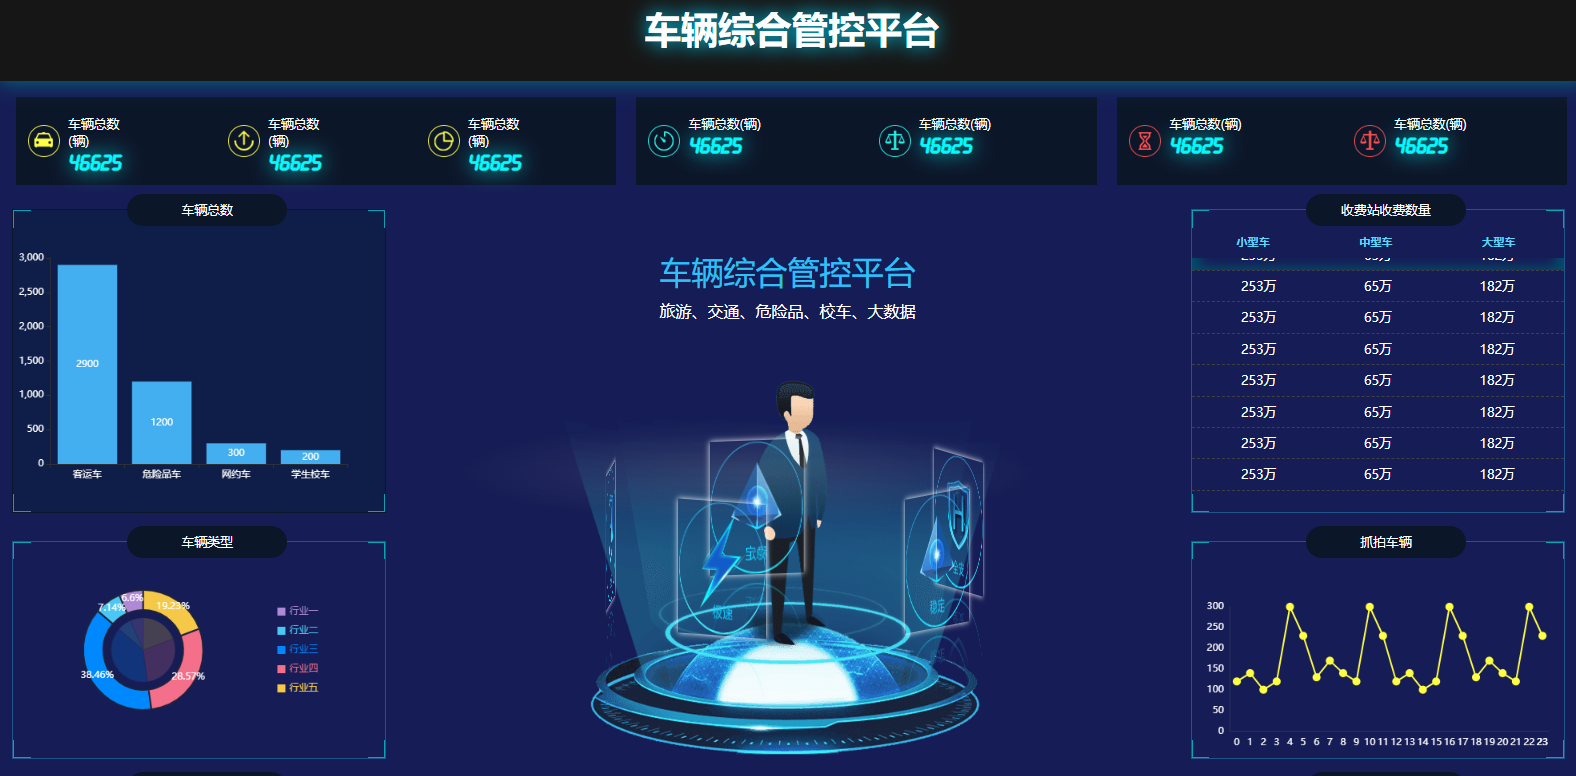 车辆综合管控平台
车辆总数
(辆)
46625
车辆总数
(辆)
46625
车辆总数
(辆)
46625
车辆总数(辆)
46625
车辆总数(辆)
46625
车辆总数(辆)
46625
车辆总数(辆)
46625
车辆总数
3,000
2,500
2,000
1,500
1,000
500
0
2900
1200
300
200
客运车 危险品车 网约车 学生校车
车辆类型
6.6%
7.14%
19.23%
38.46%
28.57%
行业一
行业二
行业三
行业四
行业五
车辆综合管控平台
旅游、交通、危险品、校车、大数据
极速
稳定
收费站收费数量
小型车 中型车 大型车
253万 65万 182万
253万 65万 182万
253万 65万 182万
253万 65万 182万
253万 65万 182万
253万 65万 182万
253万 65万 182万
253万 65万 182万
抓拍车辆
300
250
200
150
100
50
0
0 1 2 3 4 5 6 7 8 9 10 11 12 13 14 15 16 17 18 19 20 21 22 23